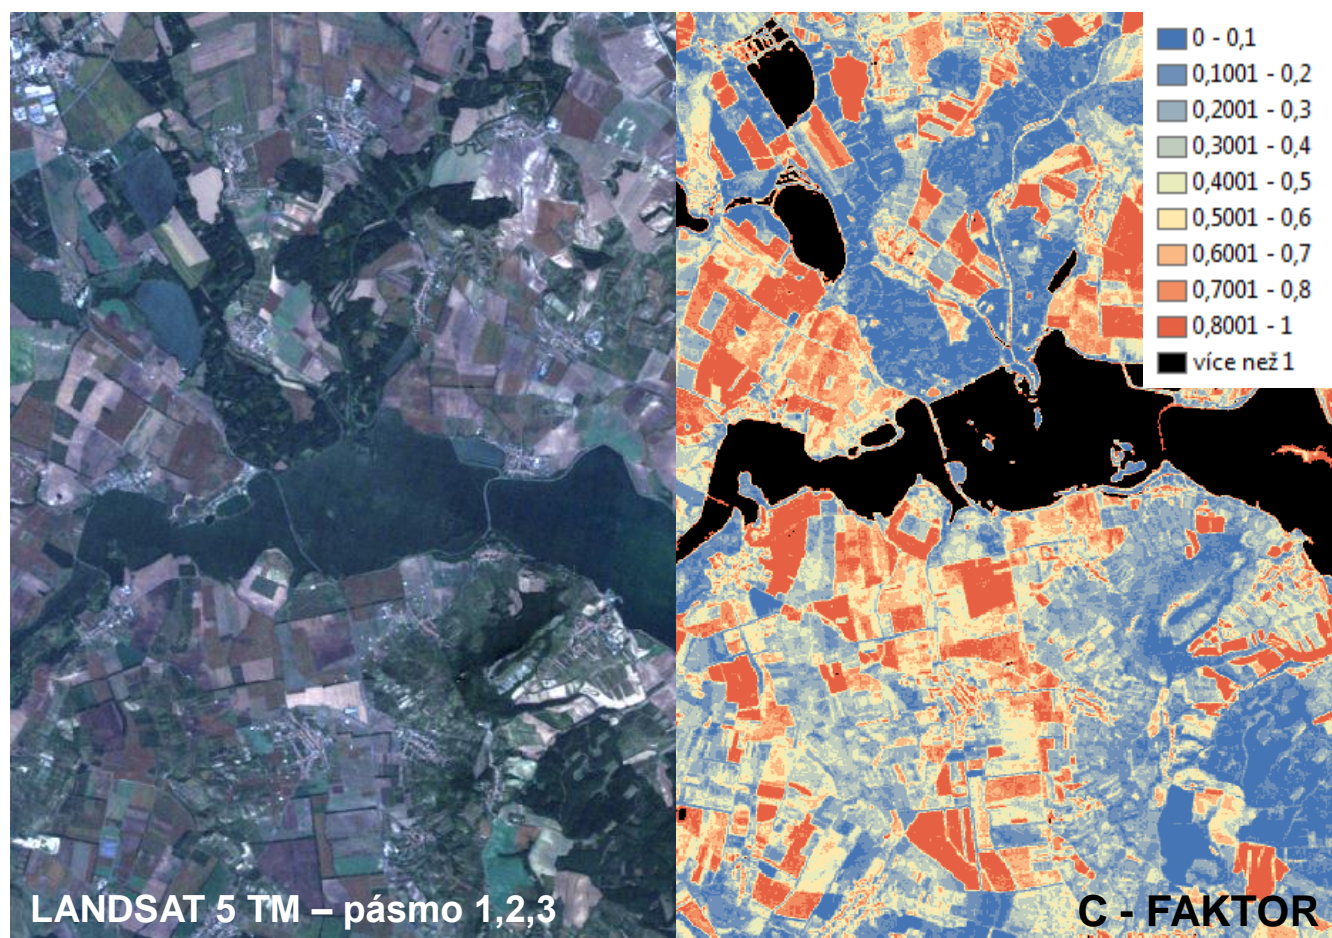 0 - 0,1
0,1001 - 0,2
0,2001 - 0,3
0,3001 - 0,4
0,4001 - 0,5
0,5001 - 0,6
0,6001 - 0,7
0,7001 - 0,8
0,8001 - 1
více než 1
LANDSAT 5 TM – pásmo 1,2,3
C - FAKTOR